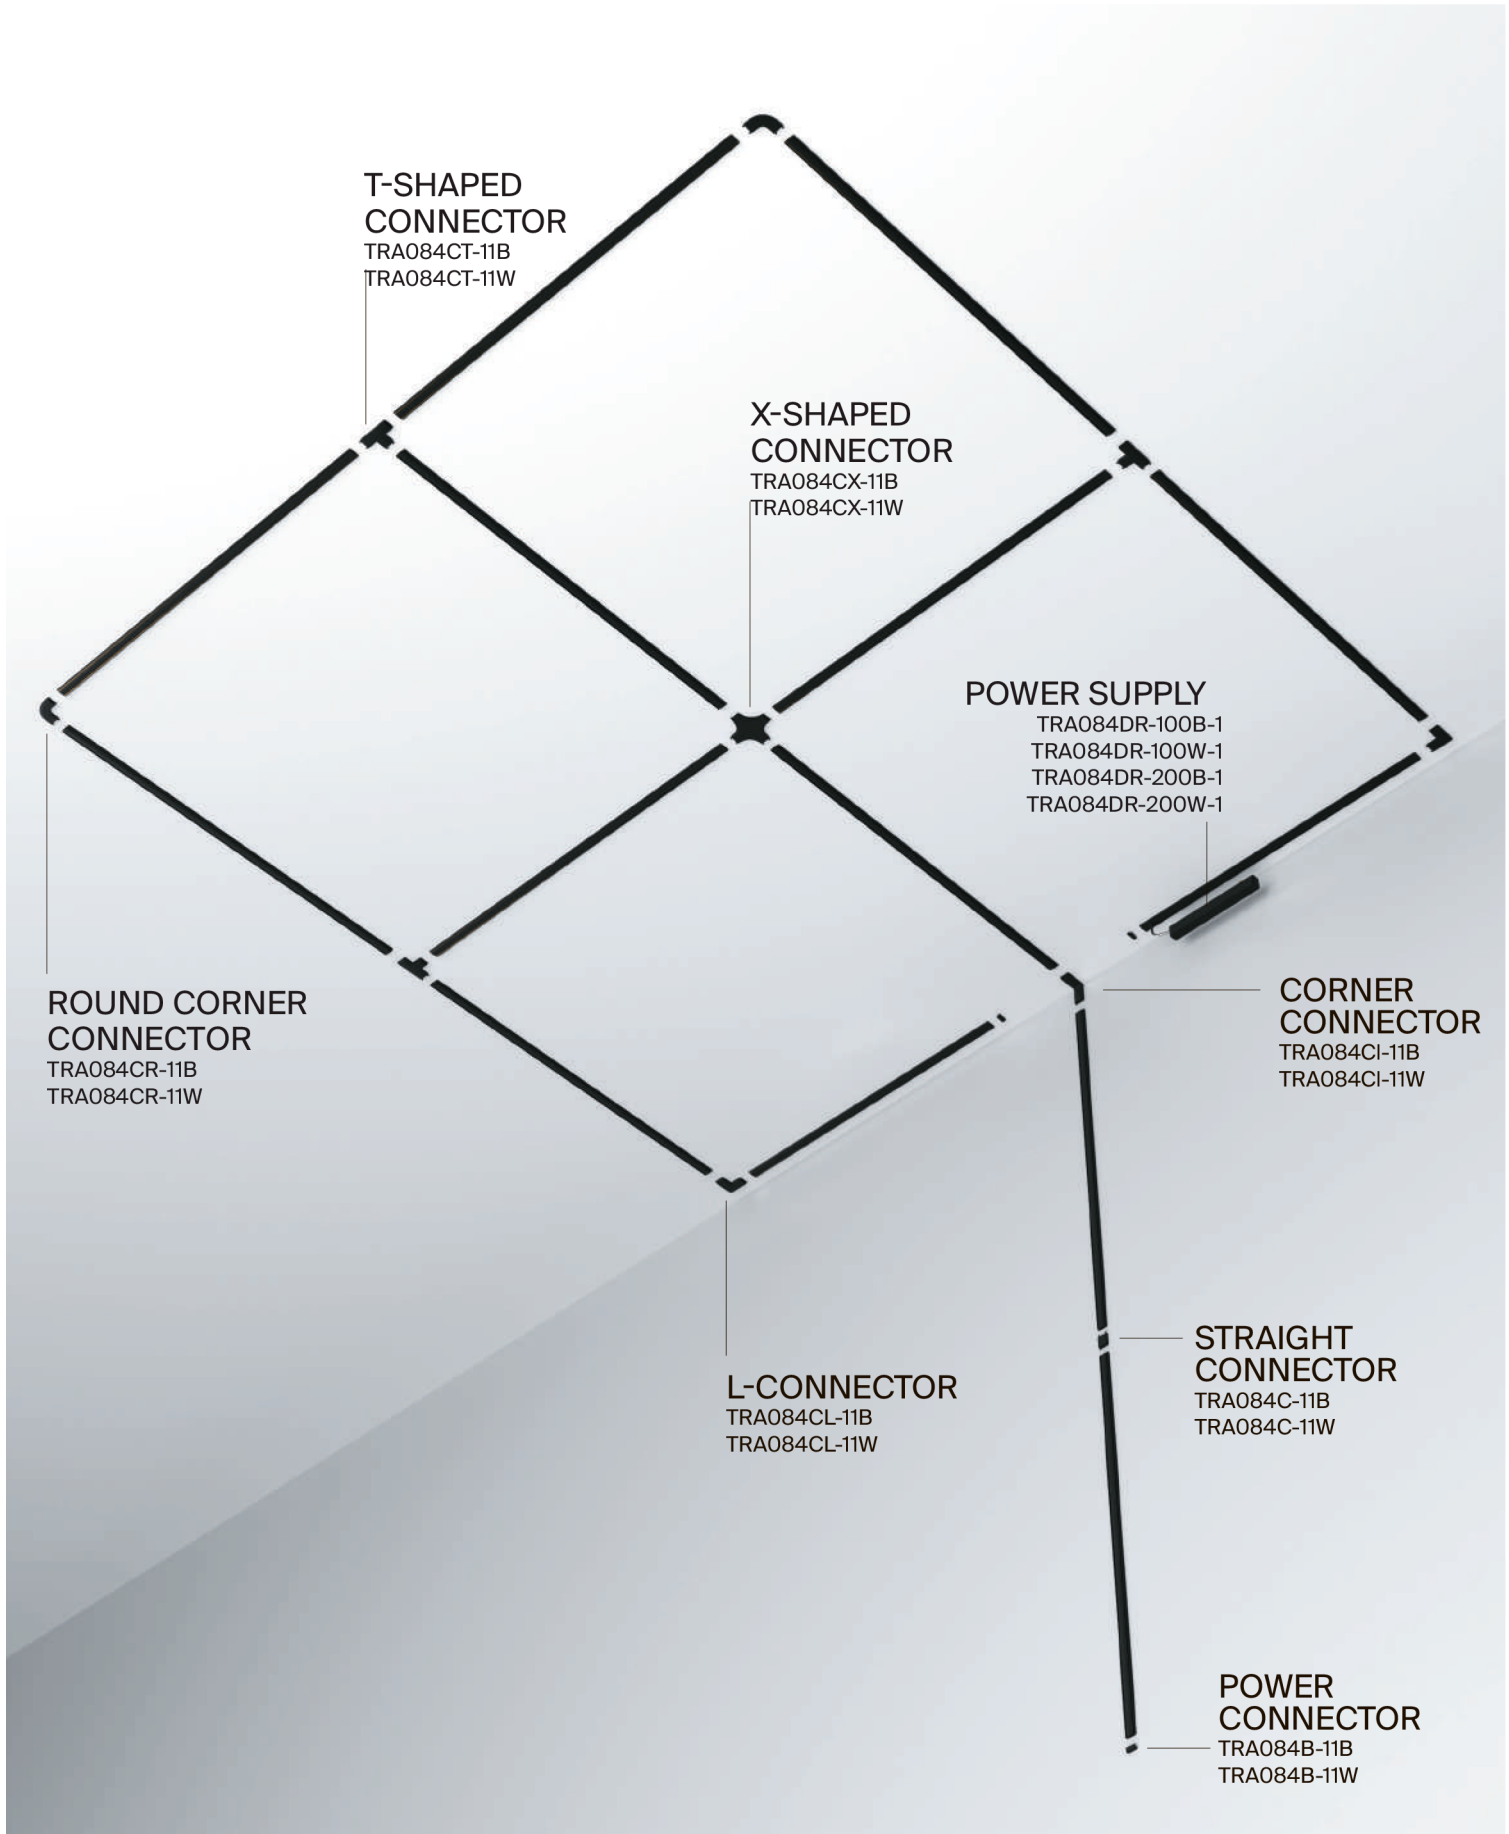 T-SHAPED
CONNECTOR
TRA084CT-11B
TRA084CT-11W
X-SHAPED
CONNECTOR
TRA084CX-11B
TRA084CX-11W
POWER SUPPLY
TRA084DR-100B-1
TRA084DR-100W-1
TRA084DR-200B-1
TRA084DR-200W-1
ROUND CORNER
CONNECTOR
TRA084CR-11B
TRA084CR-11W
CORNER
CONNECTOR
TRA084CI-11B
TRA084CI-11W
L-CONNECTOR
TRA084CL-11B
TRA084CL-11W
STRAIGHT
CONNECTOR
TRA084C-11B
TRA084C-11W
POWER
CONNECTOR
TRA084B-11B
TRA084B-11W